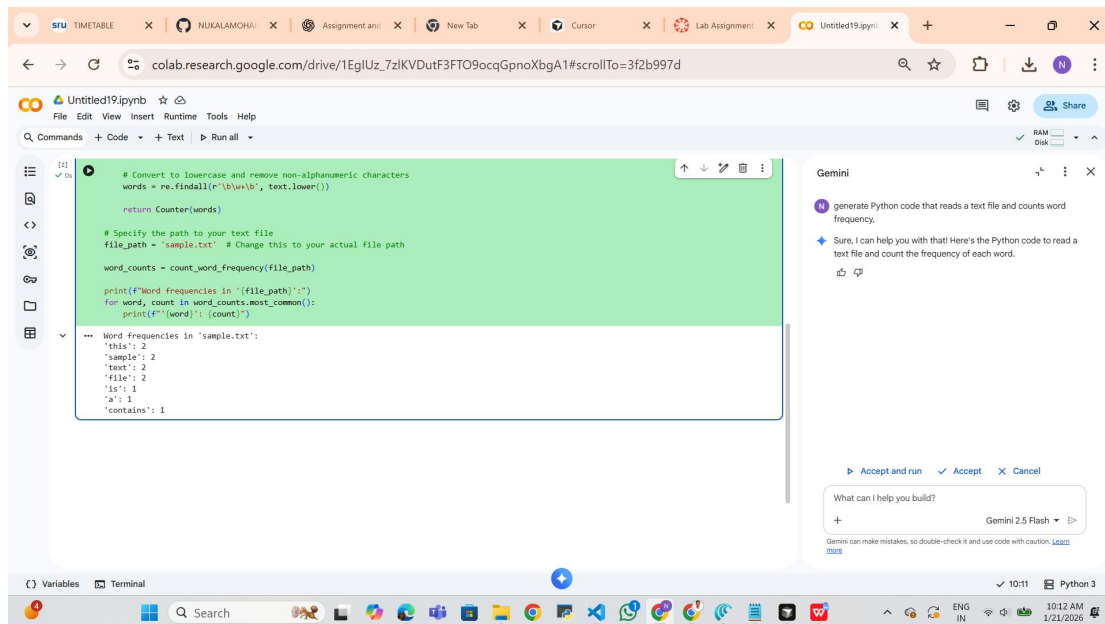 sru TIMETABLE
NUKALAMOHA
Assignment and
New Tab
Cursor
Lab Assignment
Untitled19.ipynb
colab.research.google.com/drive/1EgIUz_7zlKVDutF3FTO9ocqGpnoXbgA1#scrollTo=3f2b997d
N
CO
Untitled19.ipynb
File Edit View Insert Runtime Tools Help
Share
Commands + Code + Text Run all
RAM
Disk
[2]
0s
# Convert to lowercase and remove non-alphanumeric characters
words = re.findall(r'\b\w+\b', text.lower())
return Counter(words)
# Specify the path to your text file
file_path = 'sample.txt' # Change this to your actual file path
word_counts = count_word_frequency(file_path)
print(f"Word frequencies in '{file_path}':")
for word, count in word_counts.most_common():
print(f"'{word}': {count}")
Word frequencies in 'sample.txt':
'this': 2
'sample': 2
'text': 2
'file': 2
'is': 1
'a': 1
'contains': 1
Gemini
N generate Python code that reads a text file and counts word
frequency,
Sure, I can help you with that! Here's the Python code to read a
text file and count the frequency of each word.
Accept and run Accept Cancel
What can I help you build?
Gemini 2.5 Flash
Gemini can make mistakes, so double-check it and use code with caution. Learn
more
{} Variables Terminal
10:11 Python 3
Search
ENG
IN
10:12 AM
1/21/2026